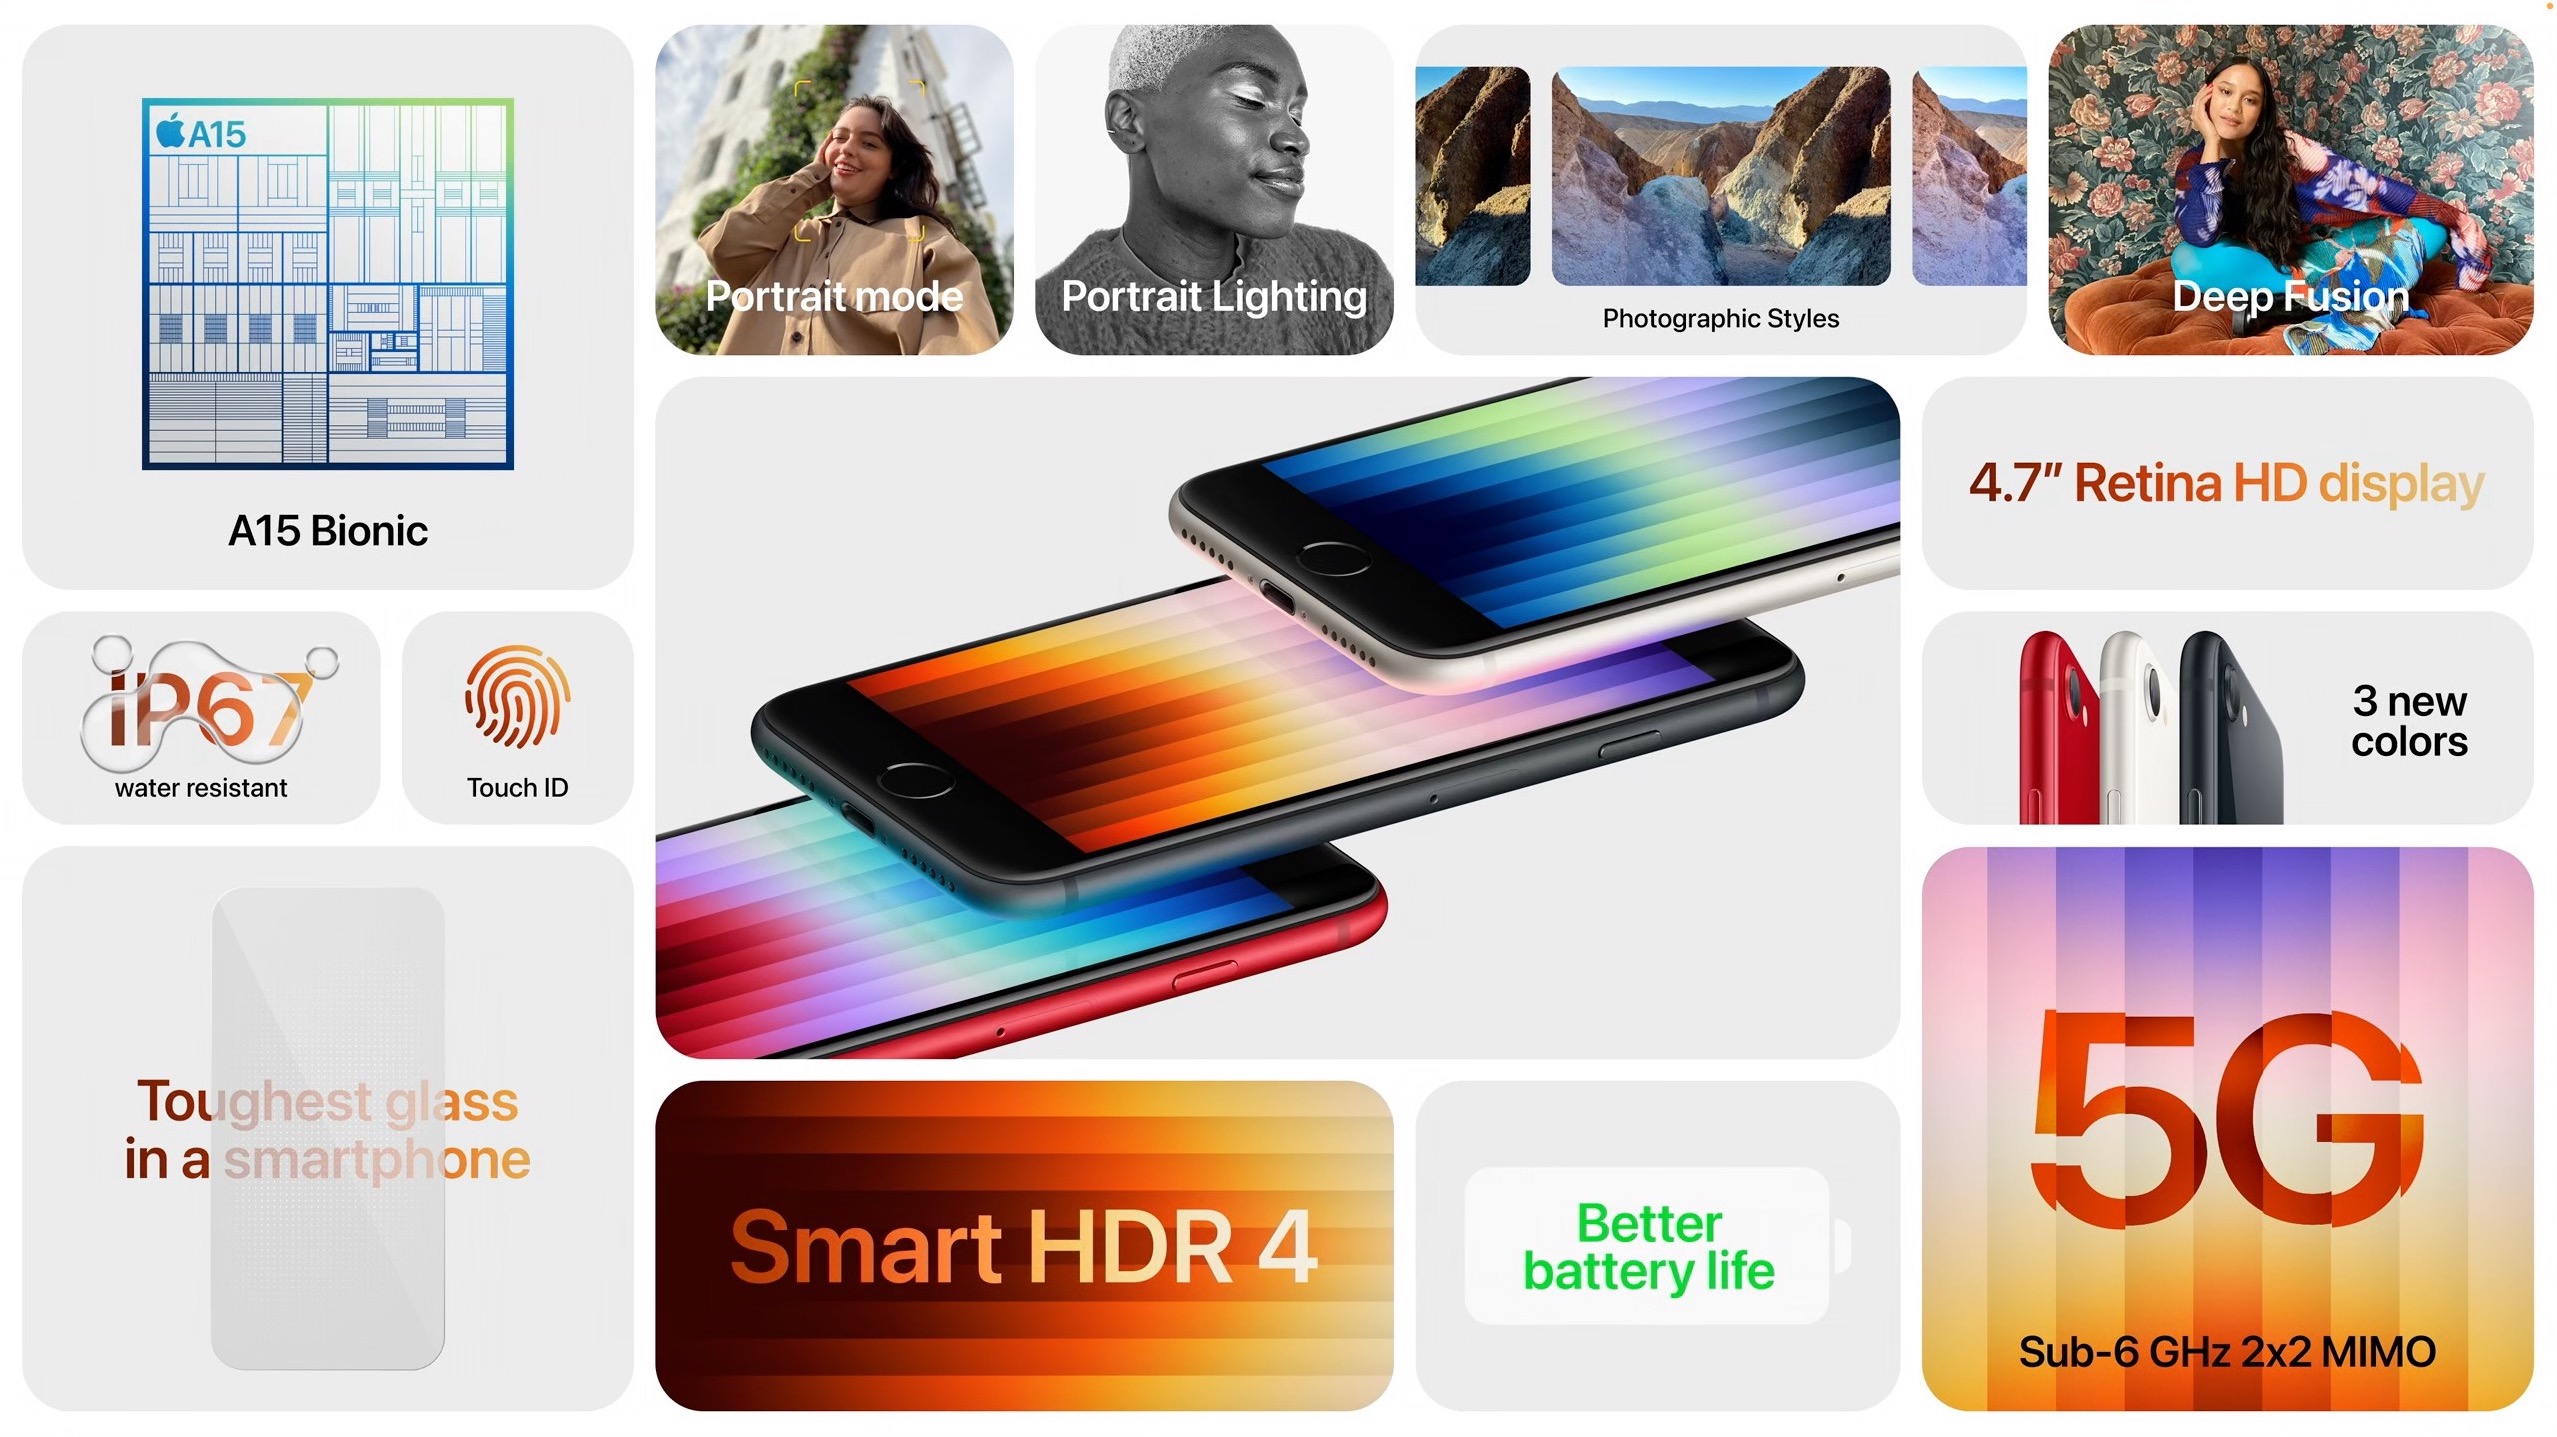 A15
A15 Bionic
Portrait mode
Portrait Lighting
Photographic Styles
Deep Fusion
4.7" Retina HD display
IP67
water resistant
Touch ID
3 new
colors
Toughest glass
in a smartphone
Smart HDR 4
Better
battery life
5G
Sub-6 GHz 2x2 MIMO